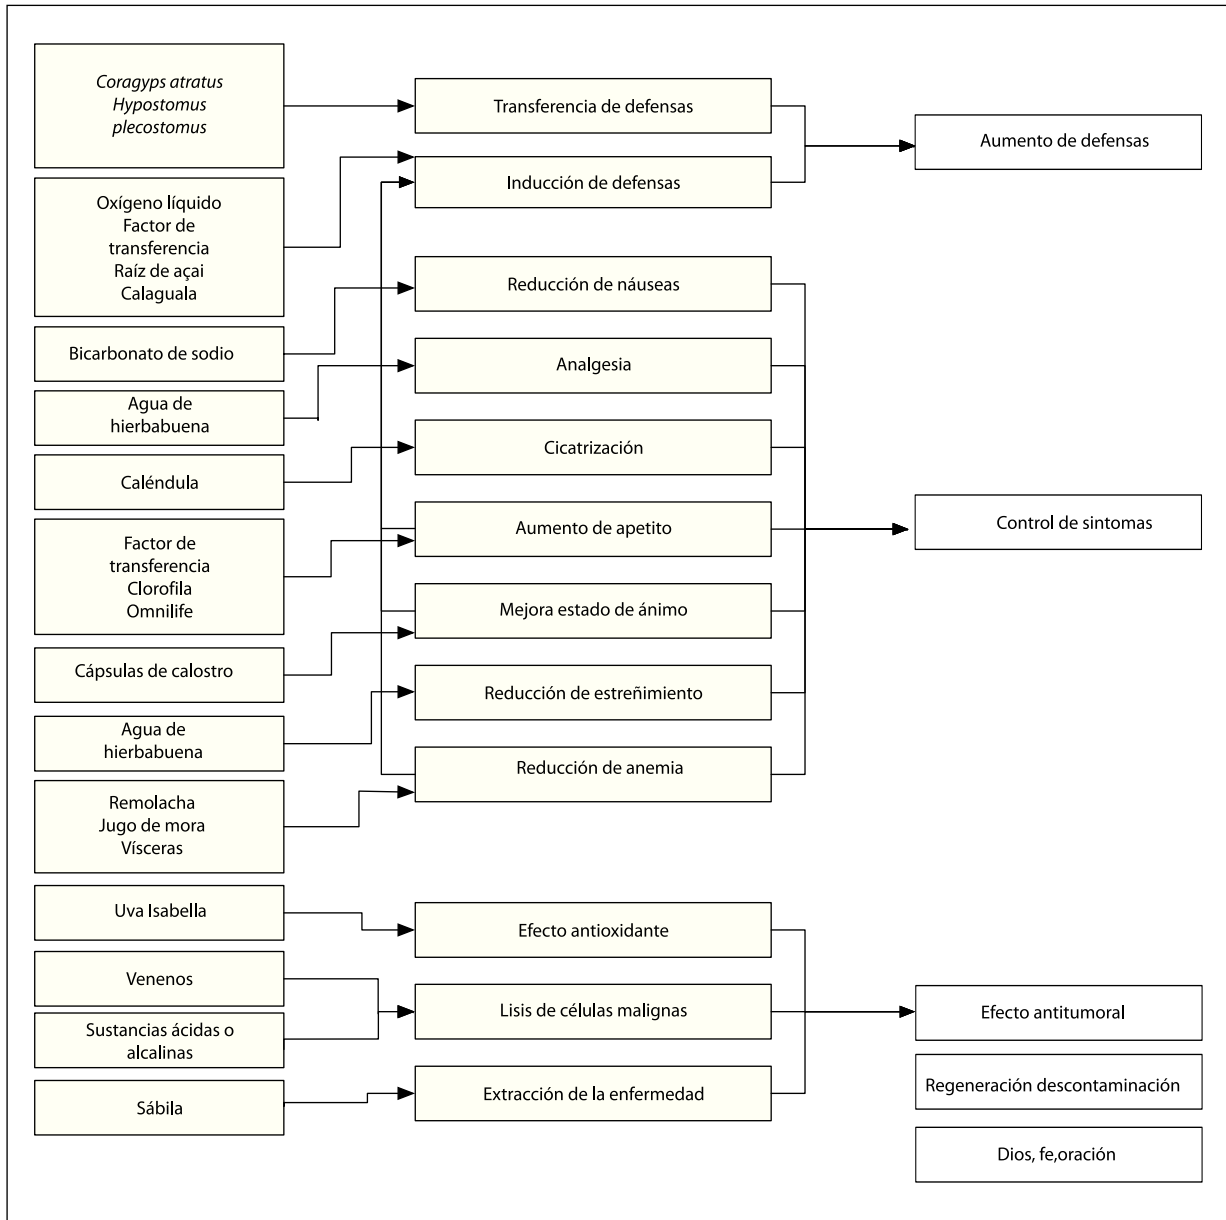 Coragyps atratus
Hypostomus
plecostomus
Oxígeno líquido
Factor de
transferencia
Raíz de açai
Calaguala
Bicarbonato de sodio
Agua de
hierbabuena
Caléndula
Factor de
transferencia
Clorofila
Omnilife
Cápsulas de calostro
Agua de
hierbabuena
Remolacha
Jugo de mora
Vísceras
Uva Isabella
Venenos
Sustancias ácidas o
alcalinas
Sábila
Transferencia de defensas
Inducción de defensas
Reducción de náuseas
Analgesia
Cicatrización
Aumento de apetito
Mejora estado de ánimo
Reducción de estreñimiento
Reducción de anemia
Efecto antioxidante
Lisis de células malignas
Extracción de la enfermedad
Aumento de defensas
Control de sintomas
Efecto antitumoral
Regeneración descontaminación
Dios, fe,oración